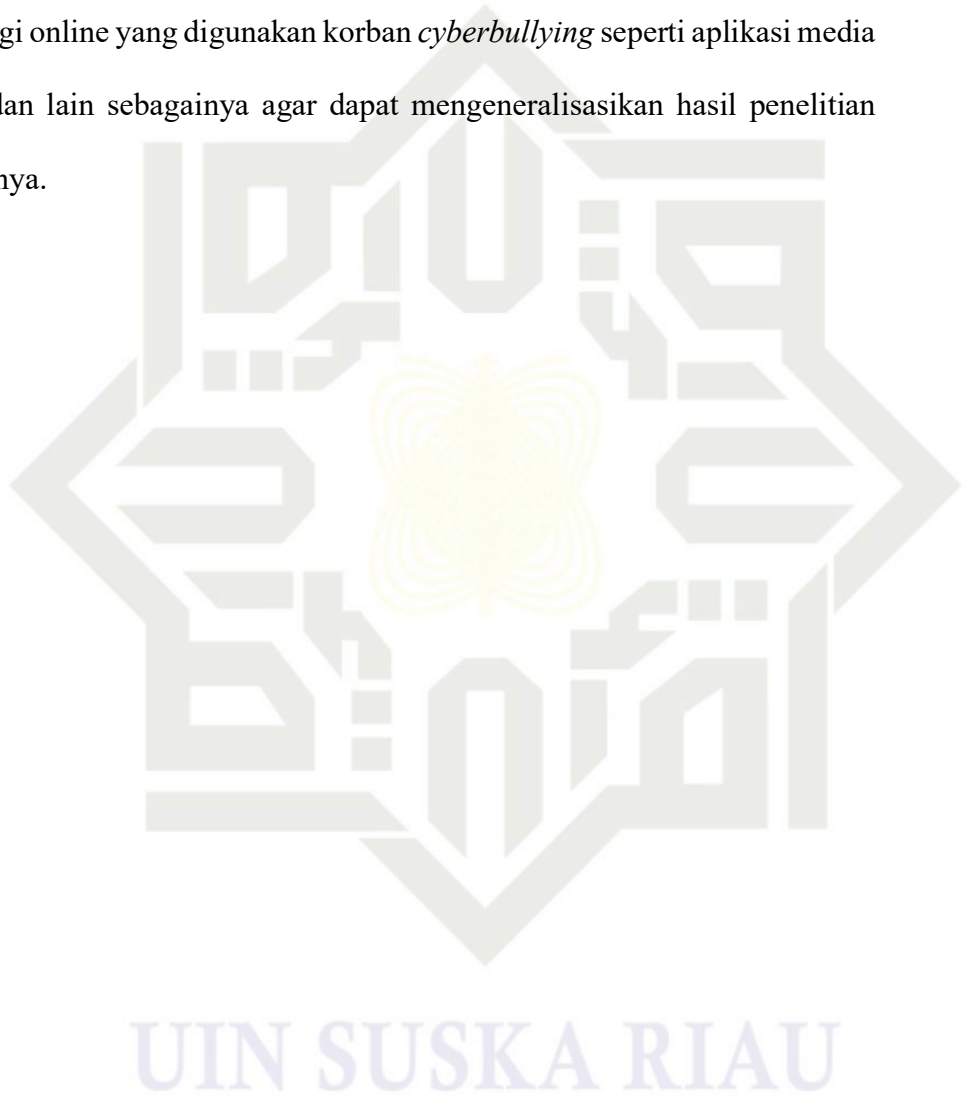 gi online yang digunakan korban cyberbullying seperti aplikasi media
dan lain sebagainya agar dapat mengeneralisasikan hasil penelitian
nya.
UIN SUSKA RIAU